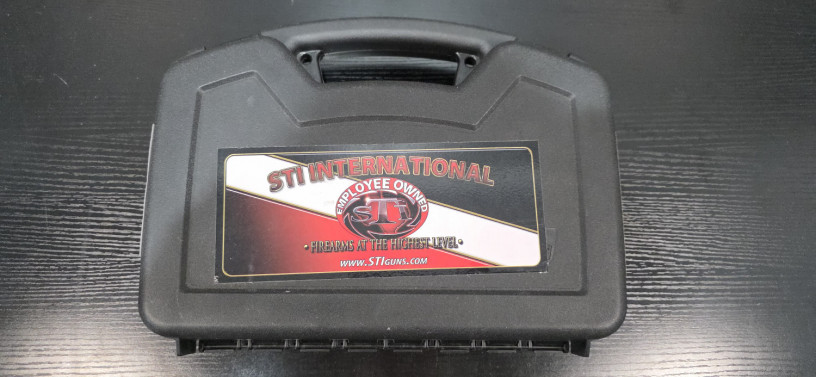 STI INTERNATIONAL
EMPLOYEE OWNED
STi
• FIREARMS AT THE HIGHEST LEVEL •
WWW.STIGUNS.COM